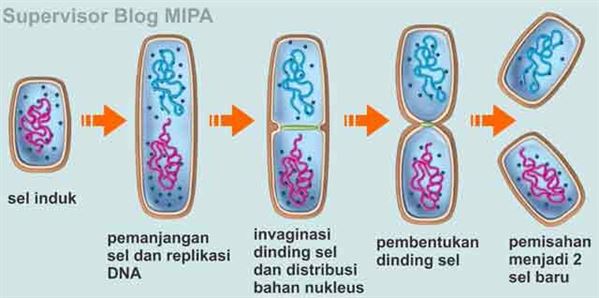 Supervisor Blog MIPA
sel induk
pemanjangan
sel dan replikasi
DNA
invaginasi
dinding sel
dan distribusi
bahan nukleus
pembentukan
dinding sel
pemisahan
menjadi 2
sel baru